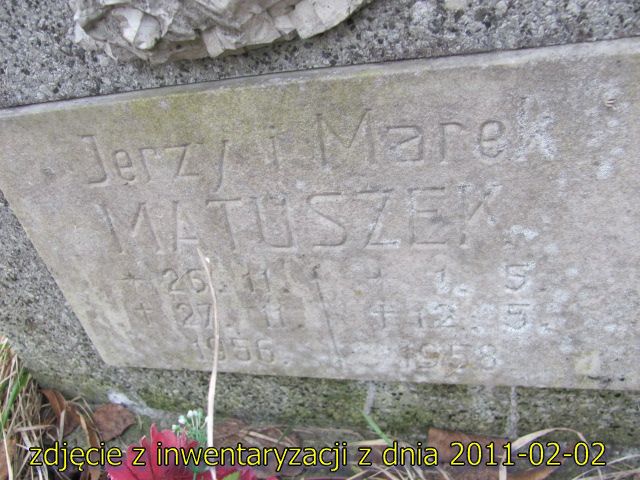 Jerzy i Marek
MATUSZEK
26. 11. 1. 5.
+ 27. 11. + 12. 5.
1956 1958
zdjęcie z inwentaryzacji z dnia 2011-02-02